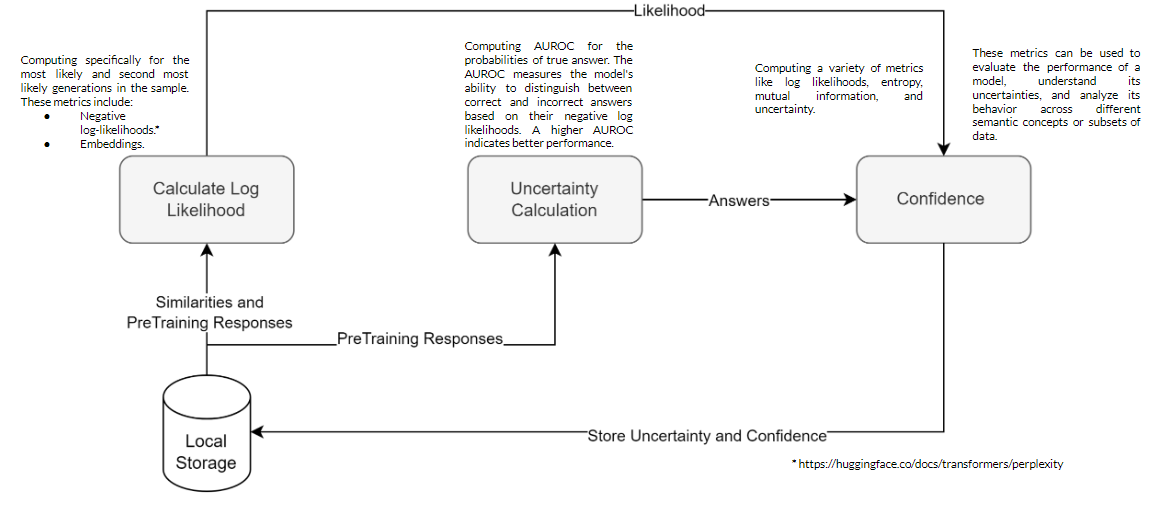 Likelihood
Computing specifically for the
most likely and second most
likely generations in the sample.
These metrics include:
● Negative
log-likelihoods.*
● Embeddings.
Computing AUROC for the
probabilities of true answer. The
AUROC measures the model's
ability to distinguish between
correct and incorrect answers
based on their negative log
likelihoods. A higher AUROC
indicates better performance.
Computing a variety of metrics
like log likelihoods, entropy,
mutual information, and
uncertainty.
These metrics can be used to
evaluate the performance of a
model, understand its
uncertainties, and analyze its
behavior across different
semantic concepts or subsets of
data.
Calculate Log
Likelihood
Uncertainty
Calculation
Answers
Confidence
Similarities and
PreTraining Responses
PreTraining Responses
Local
Storage
Store Uncertainty and Confidence
* https://huggingface.co/docs/transformers/perplexity